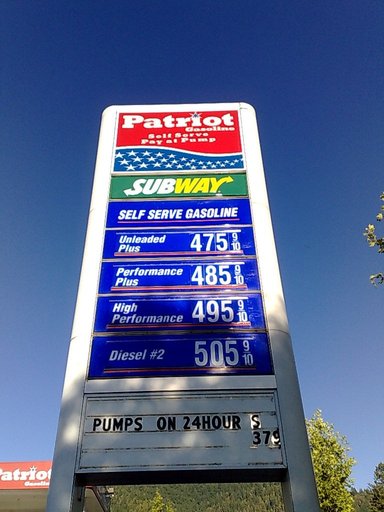 Patriot
Gasoline
Self Serve
Pay at Pump
SUBWAY
SELF SERVE GASOLINE
Unleaded Plus 475 9/10
Performance Plus 485 9/10
High Performance 495 9/10
Diesel #2 505 9/10
PUMPS ON 24HOUR S
379
Patriot
Gasoline